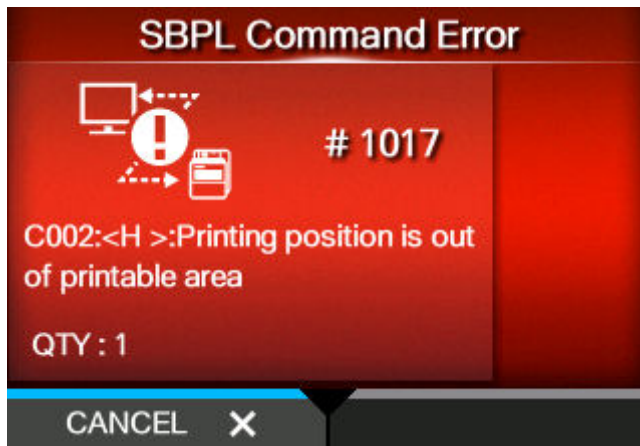 SBPL Command Error
# 1017
C002:<H >:Printing position is out
of printable area
QTY : 1
CANCEL ✕